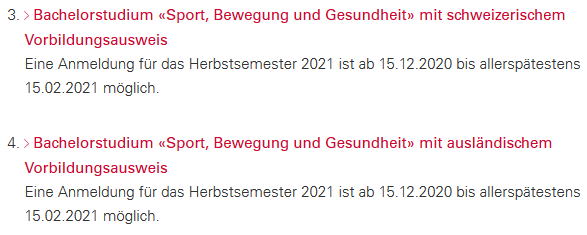 3. > Bachelorstudium «Sport, Bewegung und Gesundheit» mit schweizerischem
Vorbildungsausweis
Eine Anmeldung für das Herbstsemester 2021 ist ab 15.12.2020 bis allerspätestens
15.02.2021 möglich.
4. > Bachelorstudium «Sport, Bewegung und Gesundheit» mit ausländischem
Vorbildungsausweis
Eine Anmeldung für das Herbstsemester 2021 ist ab 15.12.2020 bis allerspätestens
15.02.2021 möglich.